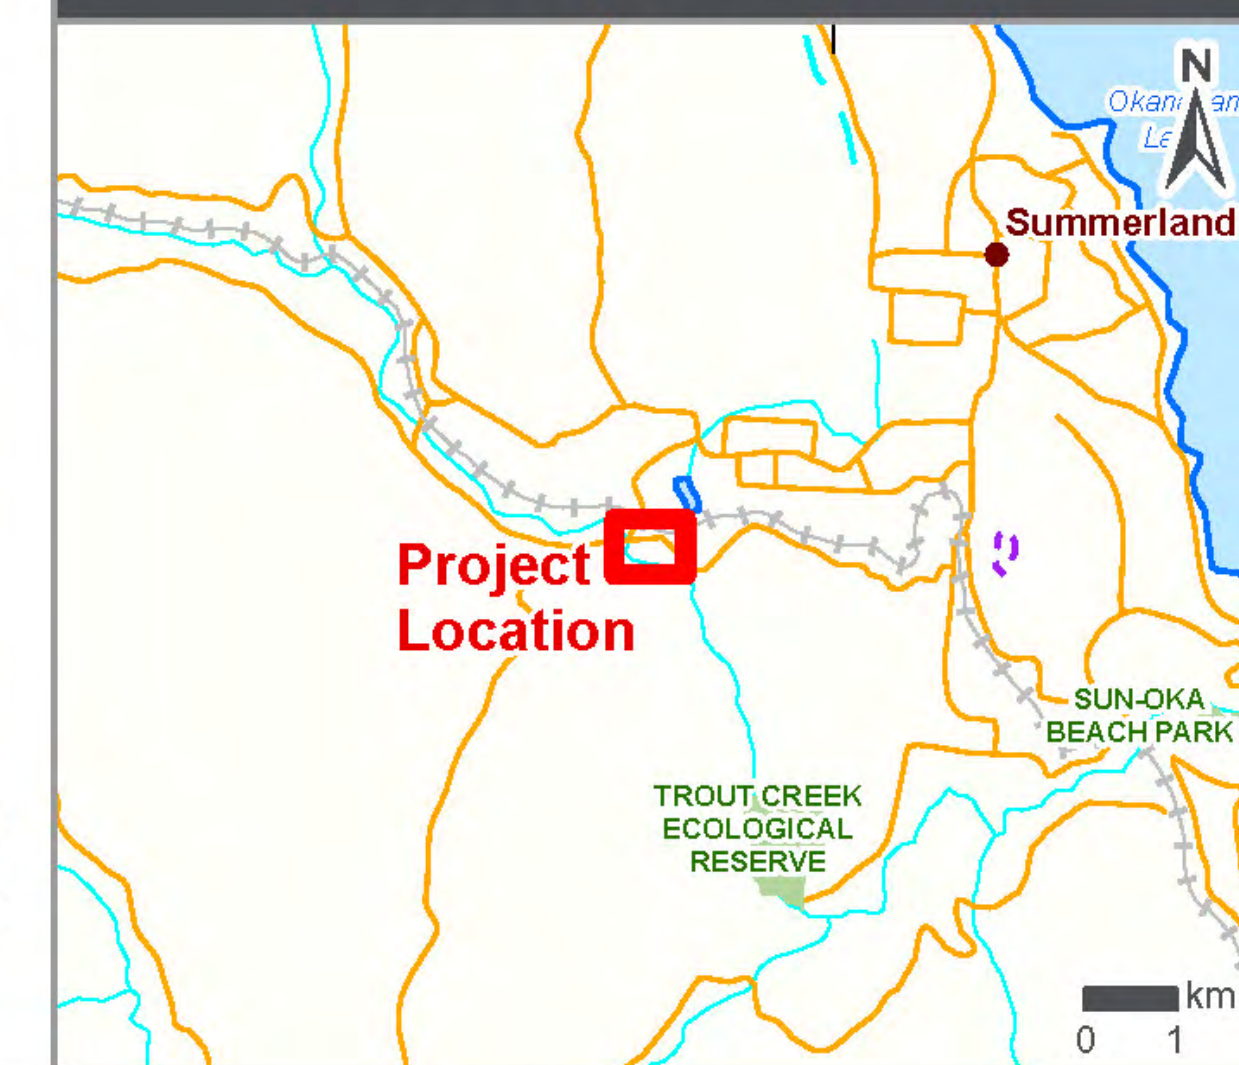 N
Summerland
Project
Location
SUN-OKA
BEACH PARK
TROUT CREEK
ECOLOGICAL
RESERVE
km
0 1